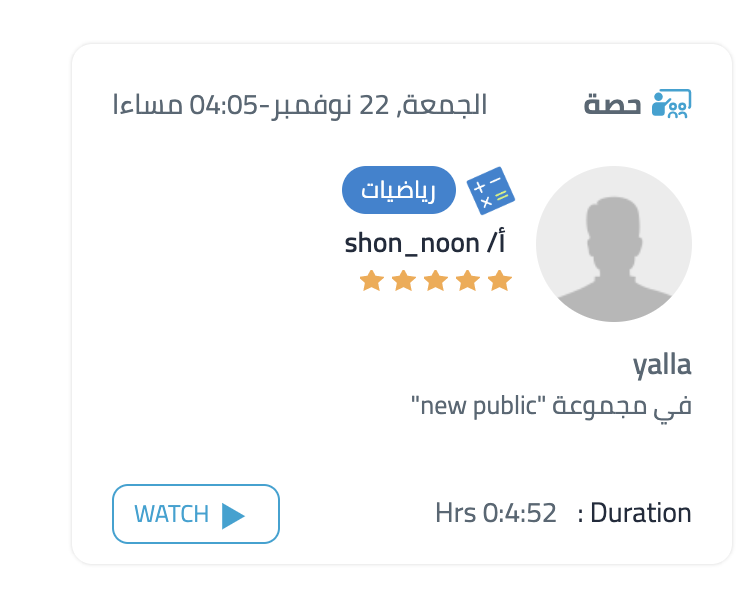 حصة
الجمعة, 22 نوفمبر-04:05 مساءا
رياضيات
أ/ shon_noon
yalla
في مجموعة "new public"
Duration : 0:4:52 Hrs
WATCH